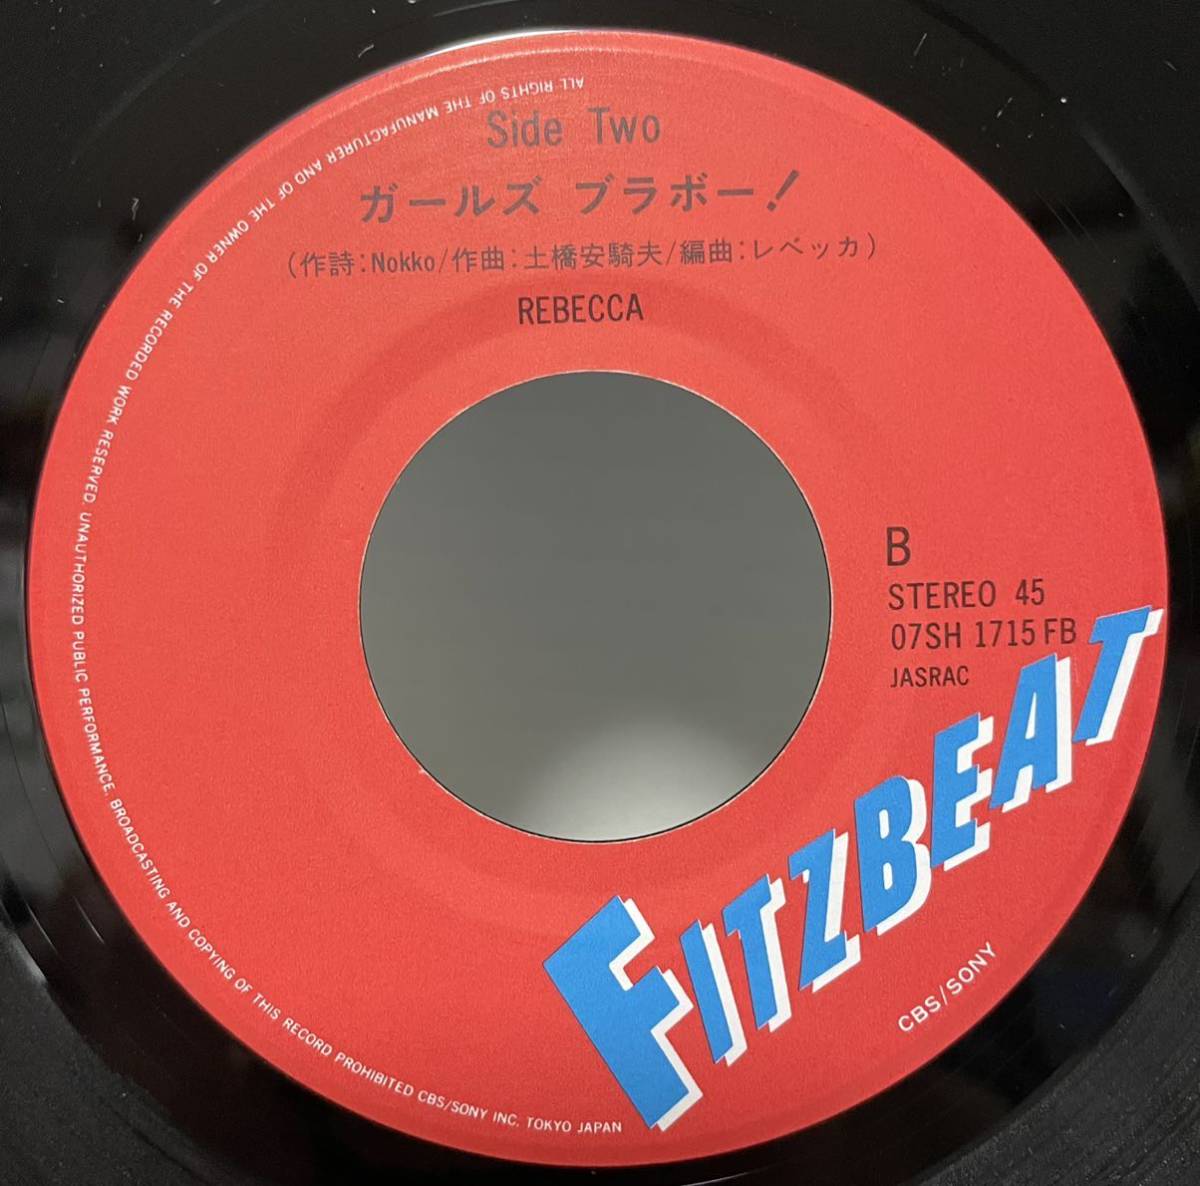 Side Two
ガールズ ブラボー!
(作詩:Nokko/作曲:土橋安騎夫/編曲:レベッカ)
REBECCA
B
STEREO 45
07SH 1715 FB
JASRAC
FITZBEAT
CBS/SONY
ALL RIGHTS OF THE MANUFACTURER AND OF THE OWNER OF THE RECORDED WORK RESERVED. UNAUTHORIZED PUBLIC PERFORMANCE, BROADCASTING AND COPYING OF THIS RECORD PROHIBITED CBS/SONY INC. TOKYO JAPAN